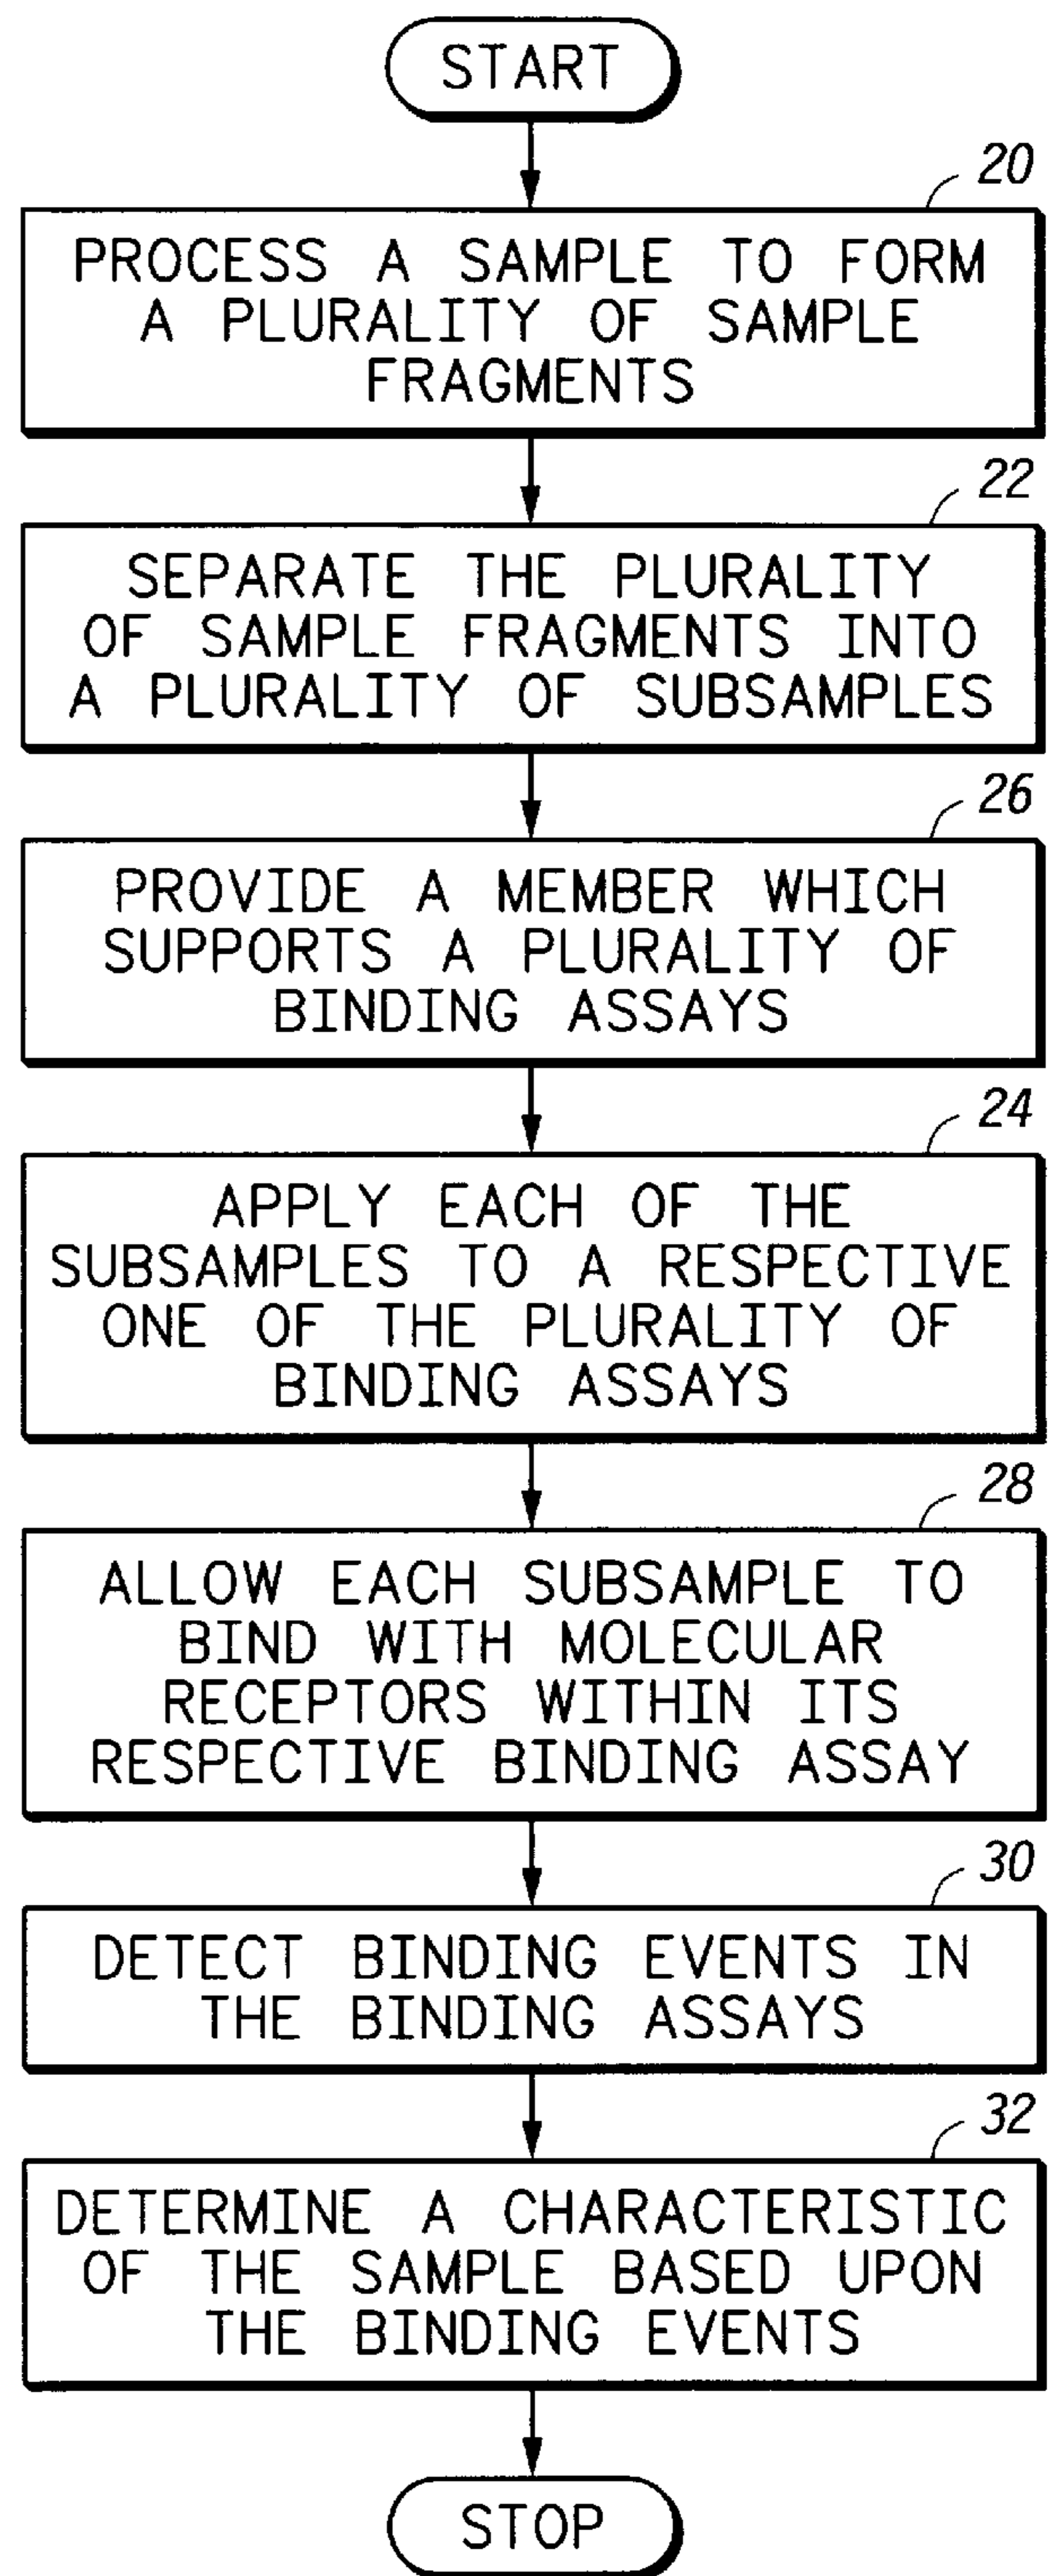 START
20
PROCESS A SAMPLE TO FORM
A PLURALITY OF SAMPLE
FRAGMENTS
22
SEPARATE THE PLURALITY
OF SAMPLE FRAGMENTS INTO
A PLURALITY OF SUBSAMPLES
26
PROVIDE A MEMBER WHICH
SUPPORTS A PLURALITY OF
BINDING ASSAYS
24
APPLY EACH OF THE
SUBSAMPLES TO A RESPECTIVE
ONE OF THE PLURALITY OF
BINDING ASSAYS
28
ALLOW EACH SUBSAMPLE TO
BIND WITH MOLECULAR
RECEPTORS WITHIN ITS
RESPECTIVE BINDING ASSAY
30
DETECT BINDING EVENTS IN
THE BINDING ASSAYS
32
DETERMINE A CHARACTERISTIC
OF THE SAMPLE BASED UPON
THE BINDING EVENTS
STOP